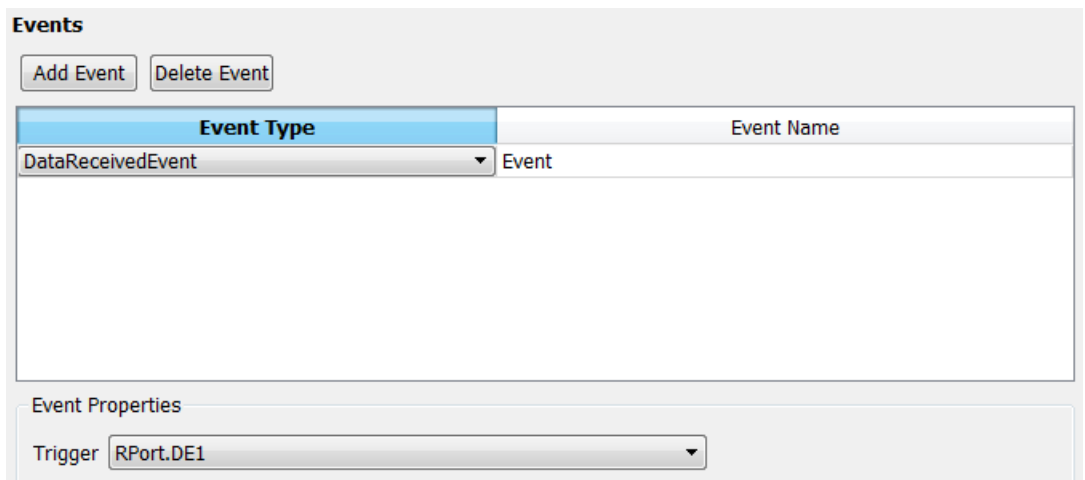 Events
Add Event Delete Event
Event Type Event Name
DataReceivedEvent Event
Event Properties
Trigger RPort.DE1